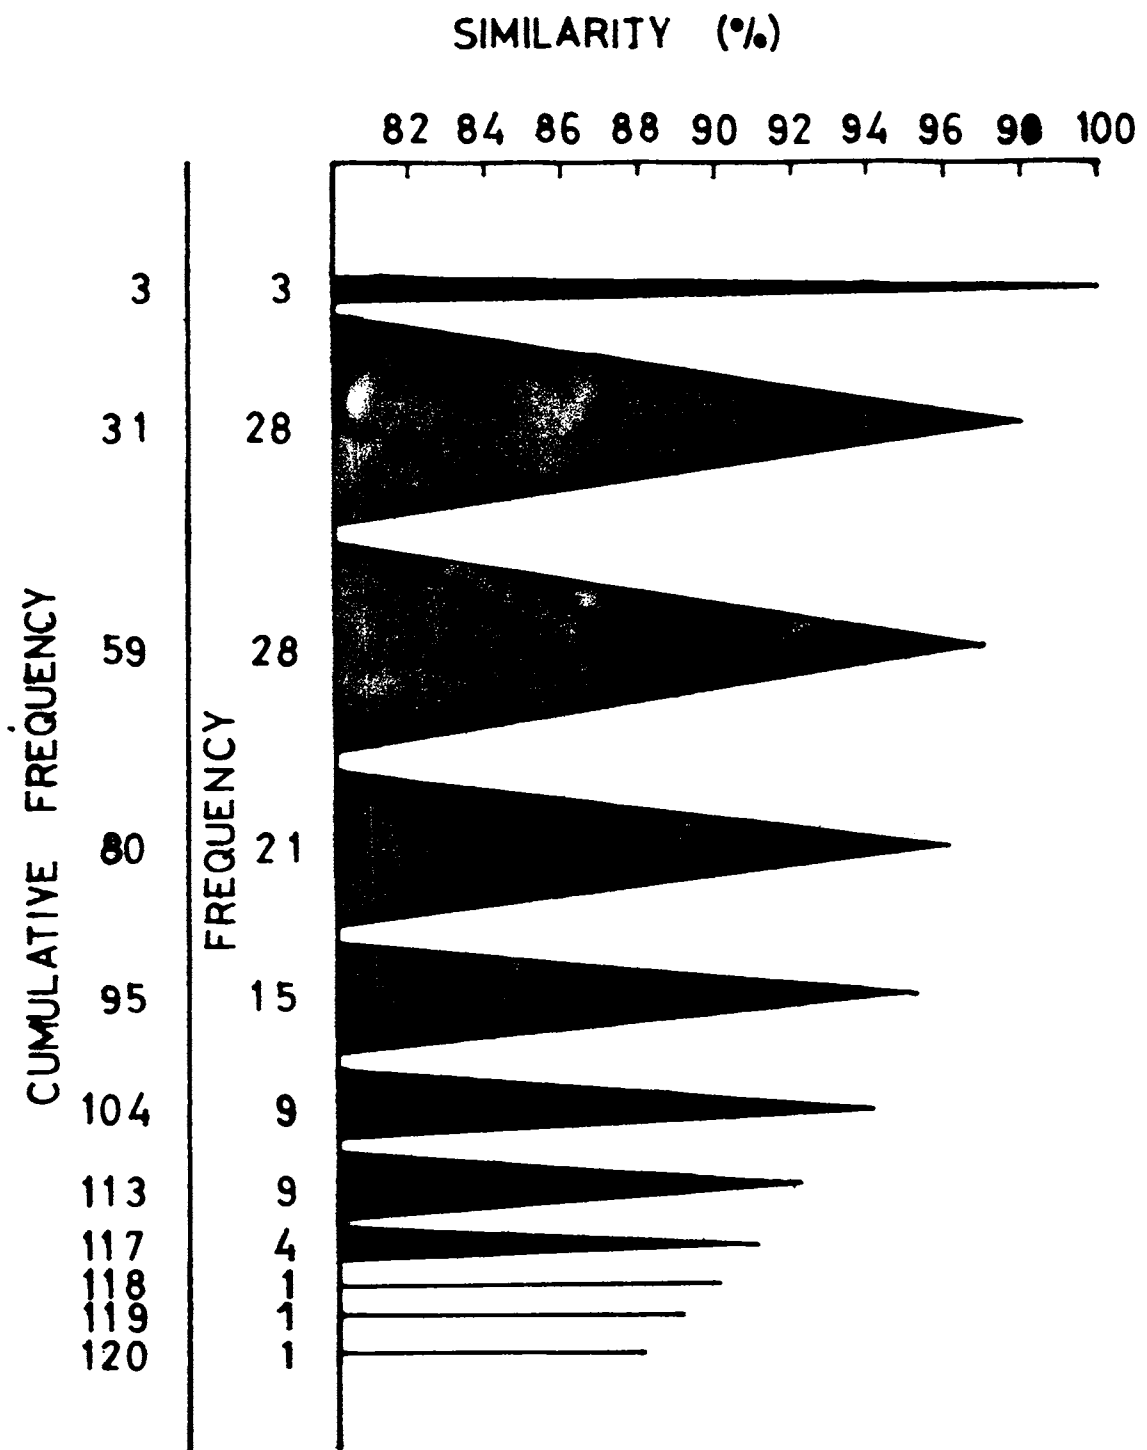 SIMILARITY (%)
82 84 86 88 90 92 94 96 98 100
CUMULATIVE FREQUENCY
FREQUENCY
3 3
31 28
59 28
80 21
95 15
104 9
113 9
117 4
118 1
119 1
120 1